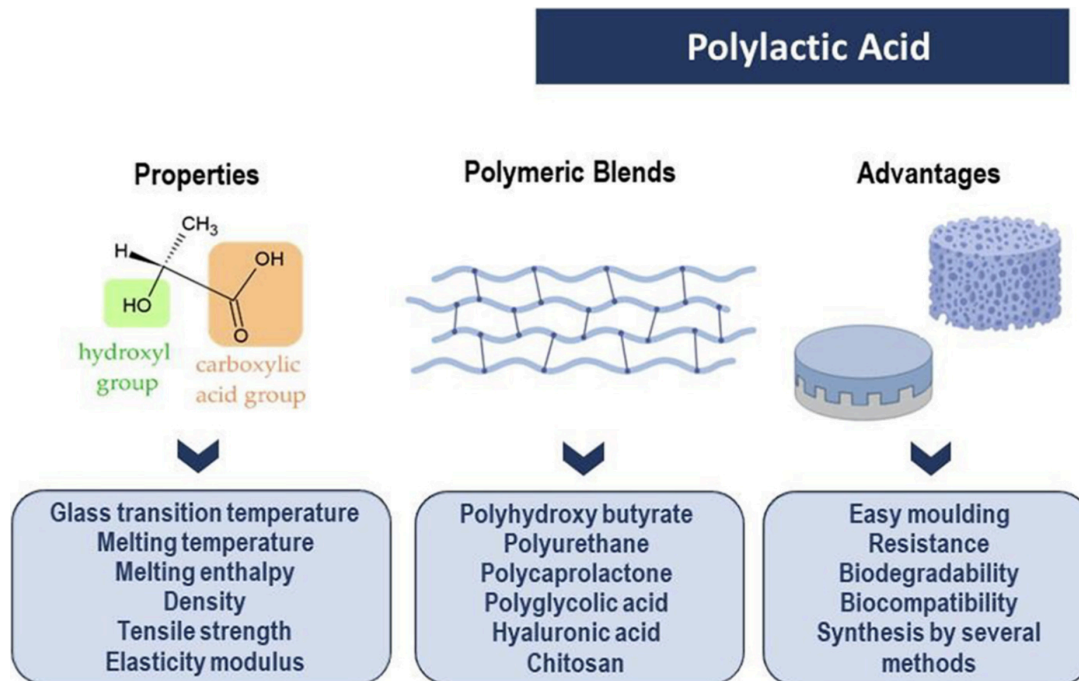 Polylactic Acid
Properties
CH3
H
OH
HO
O
hydroxyl
group
carboxylic
acid group
Glass transition temperature
Melting temperature
Melting enthalpy
Density
Tensile strength
Elasticity modulus
Polymeric Blends
Polyhydroxy butyrate
Polyurethane
Polycaprolactone
Polyglycolic acid
Hyaluronic acid
Chitosan
Advantages
Easy moulding
Resistance
Biodegradability
Biocompatibility
Synthesis by several
methods